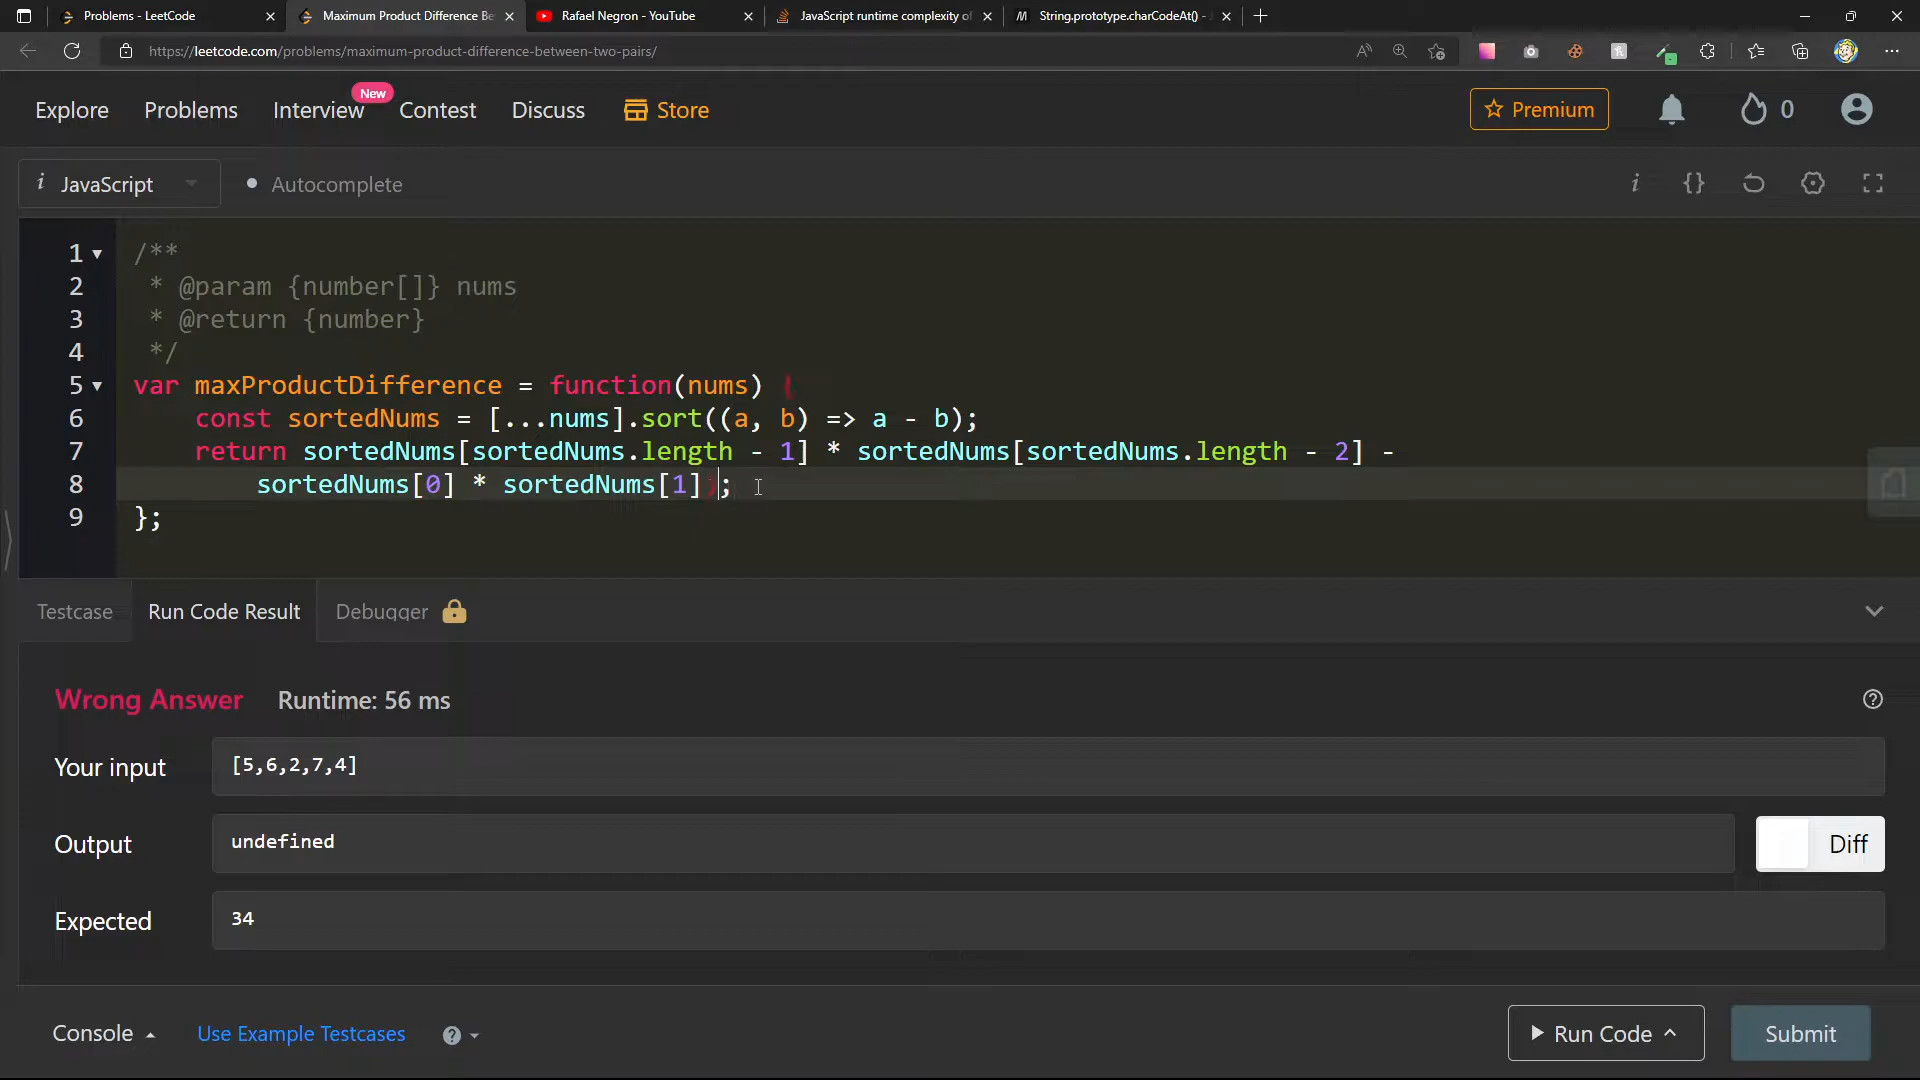 Problems - LeetCode
Maximum Product Difference Be
Rafael Negron - YouTube
JavaScript runtime complexity of
String.prototype.charCodeAt() -
https://leetcode.com/problems/maximum-product-difference-between-two-pairs/
Explore
Problems
Interview
New
Contest
Discuss
Store
Premium
0
i JavaScript
Autocomplete
i {}
1 /**
2 * @param {number[]} nums
3 * @return {number}
4 */
5 var maxProductDifference = function(nums) {
6 const sortedNums = [...nums].sort((a, b) => a - b);
7 return sortedNums[sortedNums.length - 1] * sortedNums[sortedNums.length - 2] -
8 sortedNums[0] * sortedNums[1];
9 };
Testcase
Run Code Result
Debugger
Wrong Answer
Runtime: 56 ms
Your input
[5,6,2,7,4]
Output
undefined
Diff
Expected
34
Console
Use Example Testcases
Run Code
Submit